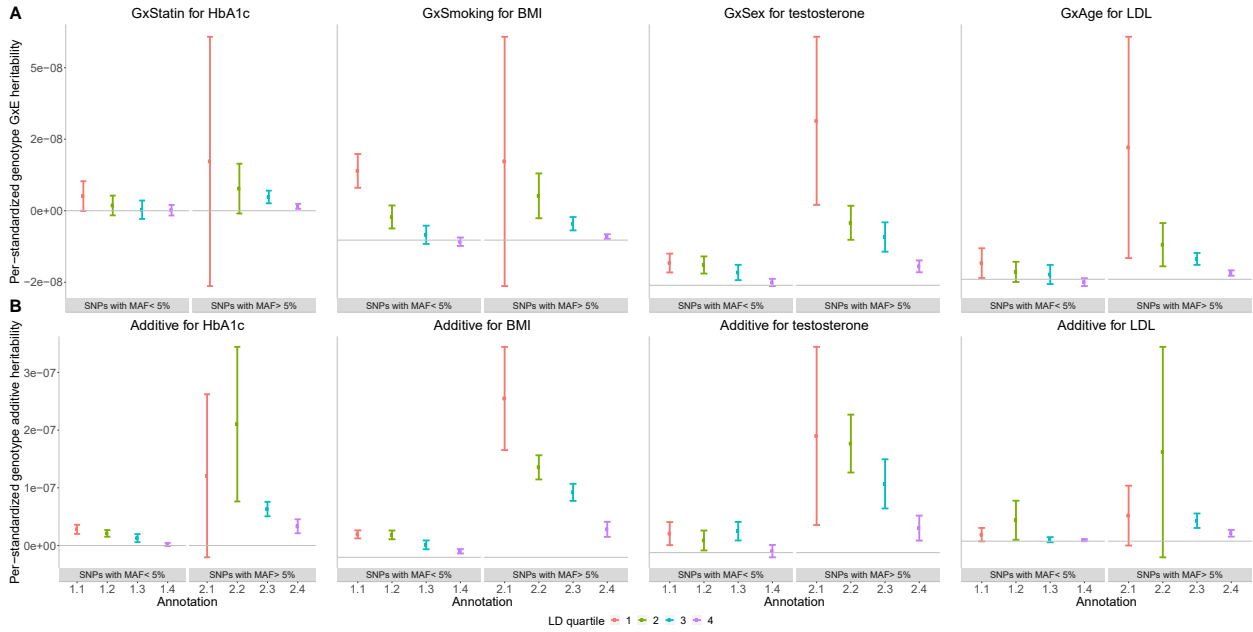 A
GxStatin for HbA1c
GxSmoking for BMI
GxSex for testosterone
GxAge for LDL
Per−standardized genotype GxE heritability
5e−08
2e−08
0e+00
−2e−08
SNPs with MAF< 5%
SNPs with MAF> 5%
SNPs with MAF< 5%
SNPs with MAF> 5%
SNPs with MAF< 5%
SNPs with MAF> 5%
SNPs with MAF< 5%
SNPs with MAF> 5%
B
Additive for HbA1c
Additive for BMI
Additive for testosterone
Additive for LDL
Per−standardized genotype additive heritability
3e−07
2e−07
1e−07
0e+00
SNPs with MAF< 5%
SNPs with MAF> 5%
SNPs with MAF< 5%
SNPs with MAF> 5%
SNPs with MAF< 5%
SNPs with MAF> 5%
SNPs with MAF< 5%
SNPs with MAF> 5%
1.1 1.2 1.3 1.4 2.1 2.2 2.3 2.4
1.1 1.2 1.3 1.4 2.1 2.2 2.3 2.4
1.1 1.2 1.3 1.4 2.1 2.2 2.3 2.4
1.1 1.2 1.3 1.4 2.1 2.2 2.3 2.4
Annotation
Annotation
Annotation
Annotation
LD quartile 1 2 3 4